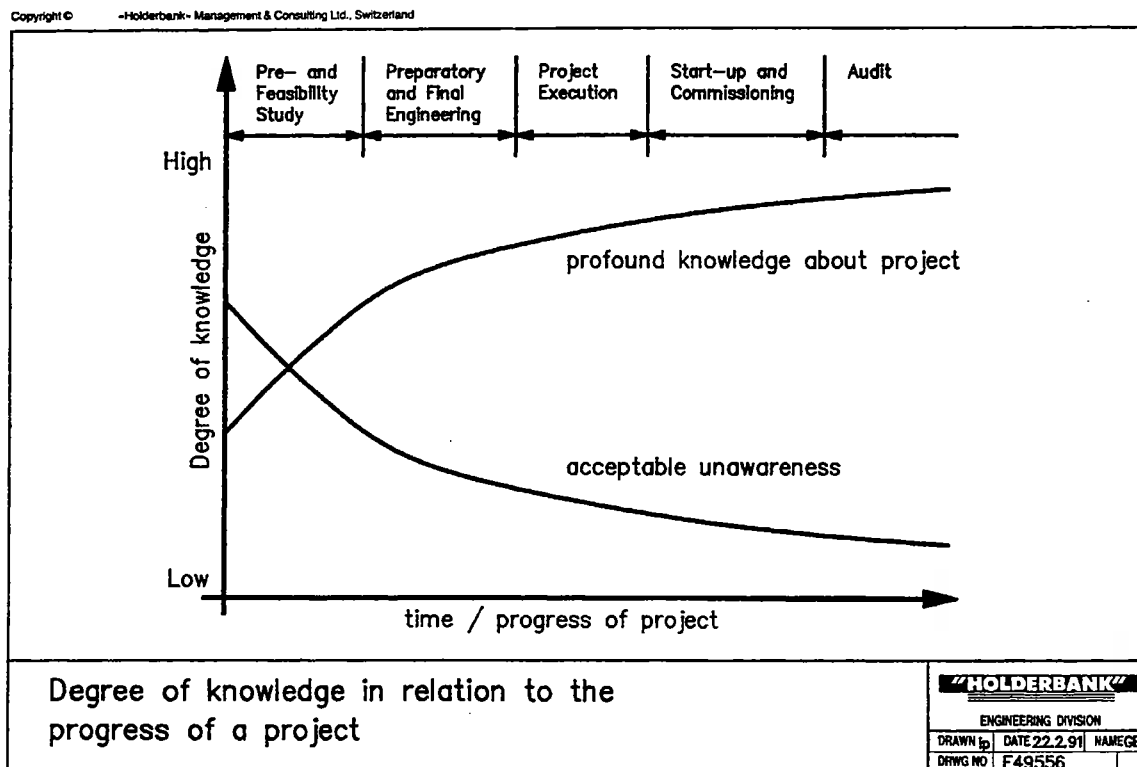 Copyright © -Holderbank- Management & Consulting Ltd., Switzerland
Pre- and
Feasibility
Study
Preparatory
and Final
Engineering
Project
Execution
Start-up and
Commissioning
Audit
High
Degree of knowledge
profound knowledge about project
acceptable unawareness
Low
time / progress of project
Degree of knowledge in relation to the
progress of a project
"HOLDERBANK"
ENGINEERING DIVISION
DRAWN lp DATE 22.2.91 NAME GE
DRWG NO F49556